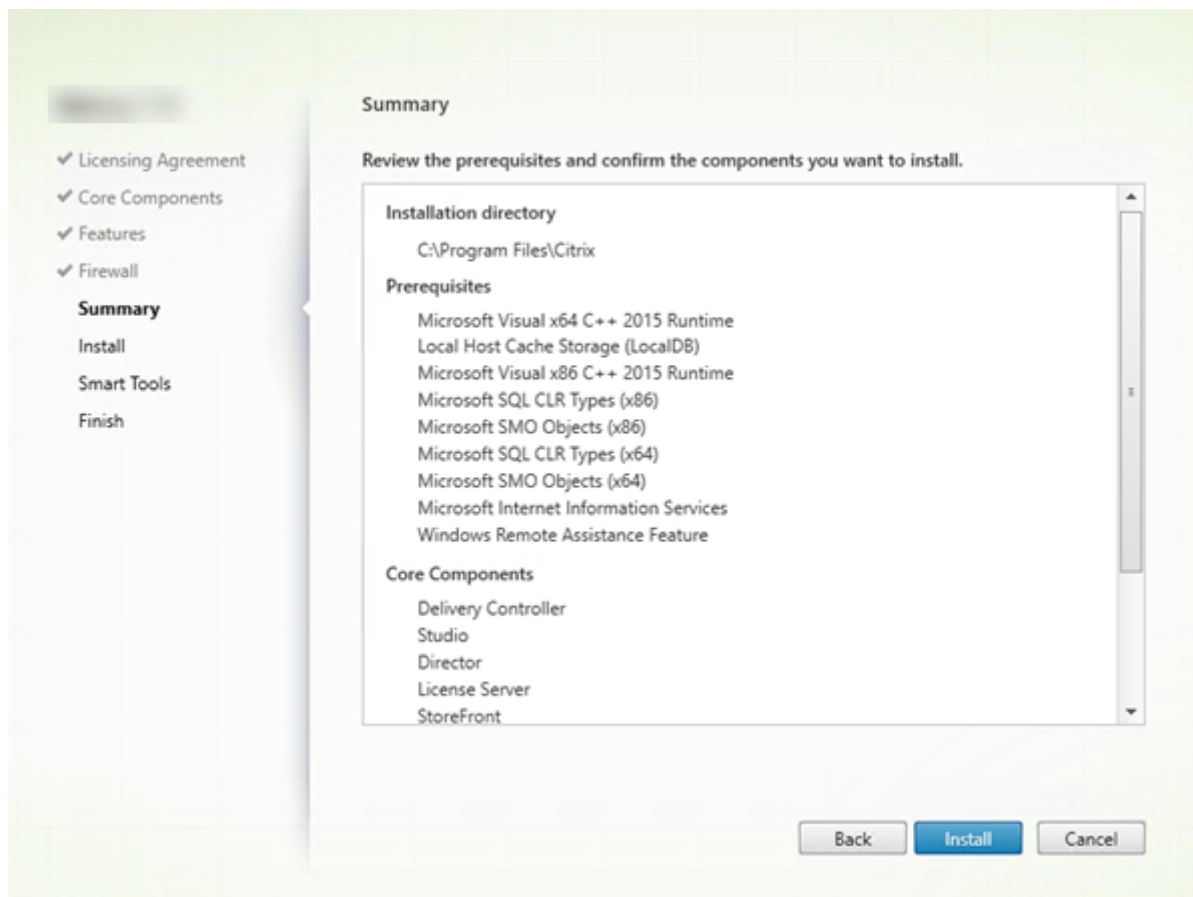 Summary
Licensing Agreement
Core Components
Features
Firewall
Summary
Install
Smart Tools
Finish
Review the prerequisites and confirm the components you want to install.
Installation directory
C:\Program Files\Citrix
Prerequisites
Microsoft Visual x64 C++ 2015 Runtime
Local Host Cache Storage (LocalDB)
Microsoft Visual x86 C++ 2015 Runtime
Microsoft SQL CLR Types (x86)
Microsoft SMO Objects (x86)
Microsoft SQL CLR Types (x64)
Microsoft SMO Objects (x64)
Microsoft Internet Information Services
Windows Remote Assistance Feature
Core Components
Delivery Controller
Studio
Director
License Server
StoreFront
Back
Install
Cancel